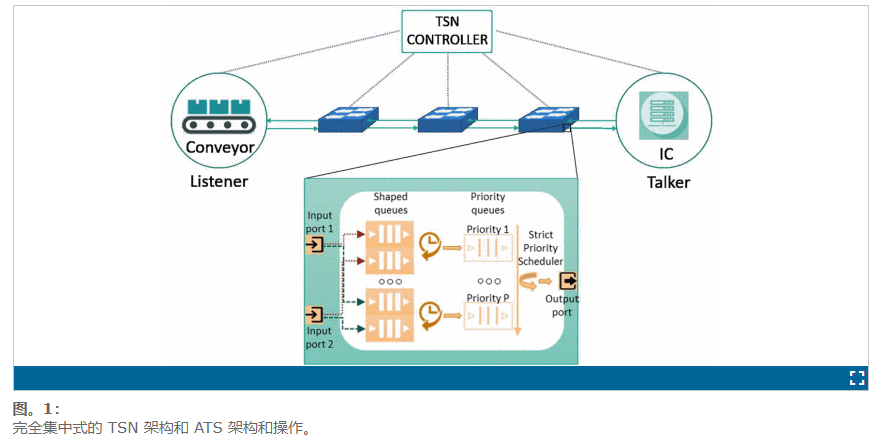 TSN
CONTROLLER
Conveyor
Listener
IC
Talker
Shaped
queues
Priority
queues
Input
port 1
Priority 1
Strict
Priority
Scheduler
Priority P
Output
port
Input
port 2
图。1：
完全集中式的 TSN 架构和 ATS 架构和操作。